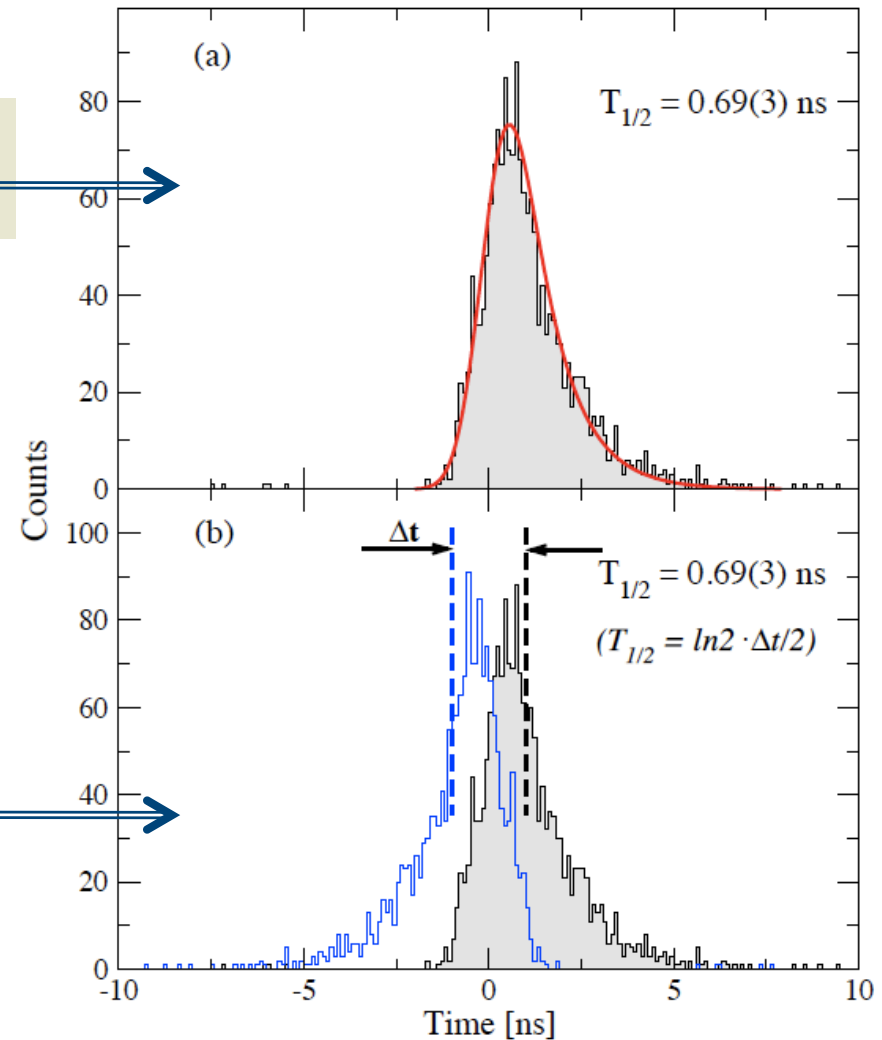 (a)
T1/2 = 0.69(3) ns
80
60
40
20
0
Counts
(b)
Δt
T1/2 = 0.69(3) ns
(T1/2 = ln2 · Δt/2)
100
80
60
40
20
0
-10 -5 0 5 10
Time [ns]